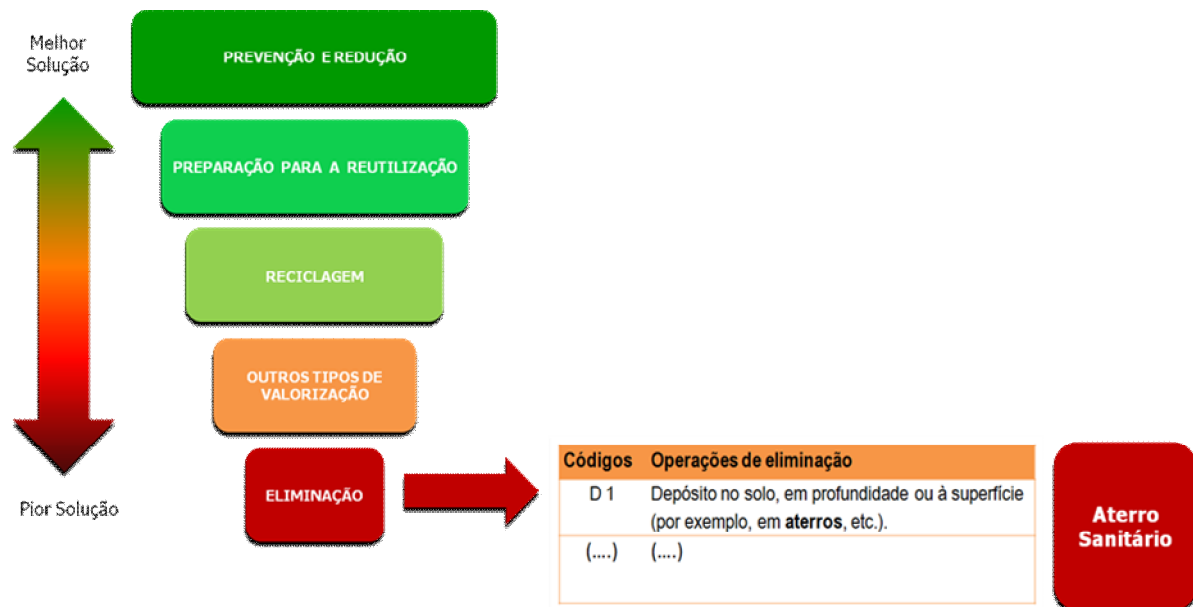 Melhor
Solução
PREVENÇÃO E REDUÇÃO
PREPARAÇÃO PARA A REUTILIZAÇÃO
RECICLAGEM
OUTROS TIPOS DE
VALORIZAÇÃO
ELIMINAÇÃO
Pior Solução
Códigos Operações de eliminação
D 1 Depósito no solo, em profundidade ou à superfície
(por exemplo, em aterros, etc.).
(....) (....)
Aterro
Sanitário